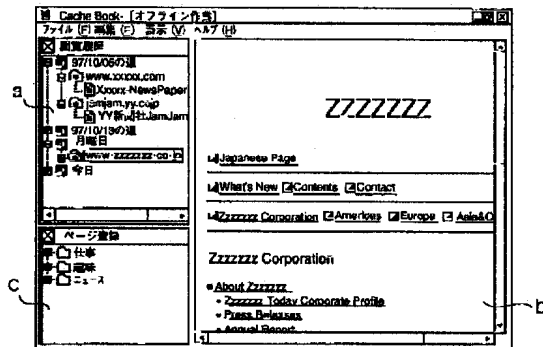 Cache Book- [オフライン作業]
ファイル (F) 編集 (E) 表示 (V) ヘルプ (H)
閲覧履歴
97/10/06の週
www.xxxxx.com
Xxxxx-NewsPaper
jamjam.yy.co.jp
YY新聞社JamJam
97/10/13の週
月曜日
www.zzzzzzz.co.
今日
a
ページ登録
仕事
趣味
ニュース
c
ZZZZZZZ
Japanese Page
What's New Contents Contact
Zzzzzzz Corporation Americas Europe Asia&O
Zzzzzzz Corporation
About Zzzzzzz
Zzzzzzz Today Corporate Profile
Press Releases
Annual Report
b